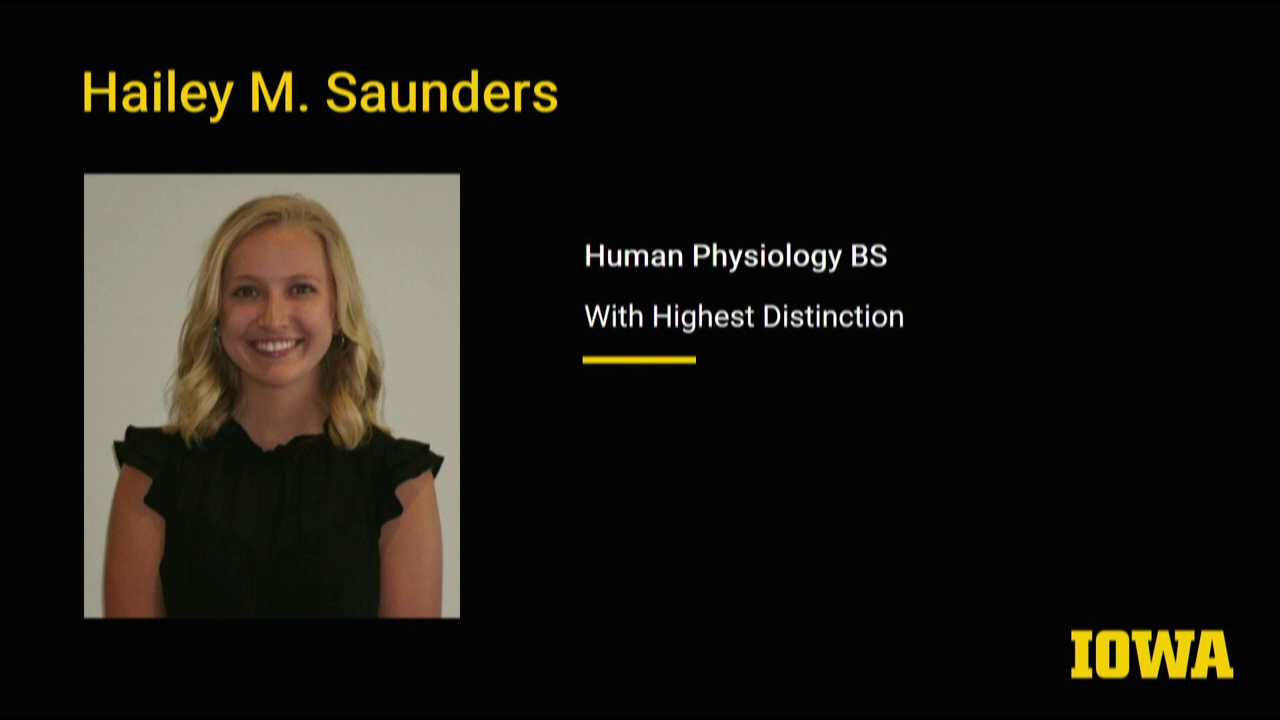 Hailey M. Saunders
Human Physiology BS
With Highest Distinction
IOWA